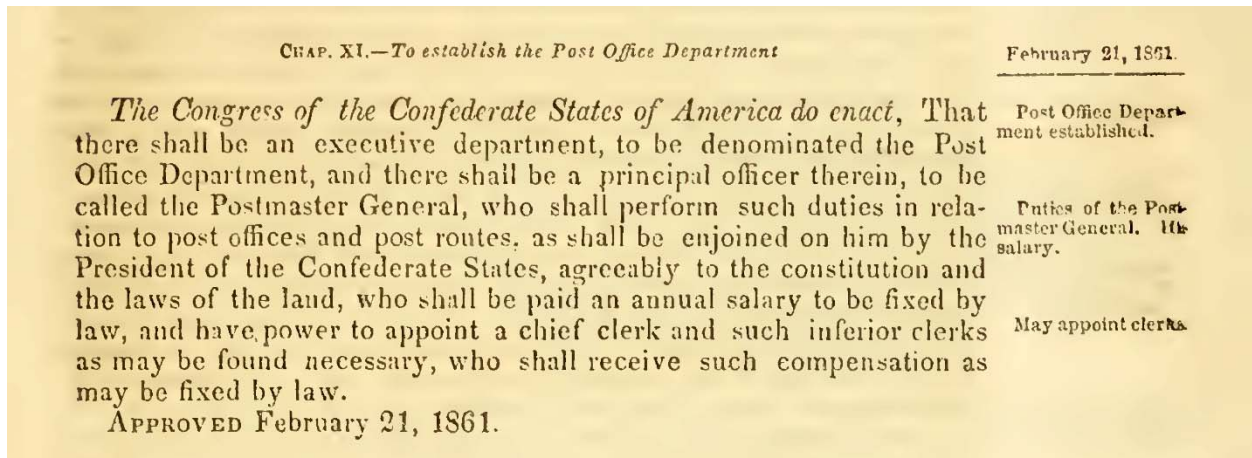 CHAP. XI.—To establish the Post Office Department
February 21, 1861.
The Congress of the Confederate States of America do enact, That
there shall be an executive department, to be denominated the Post
Office Department, and there shall be a principal officer therein, to be
called the Postmaster General, who shall perform such duties in rela-
tion to post offices and post routes, as shall be enjoined on him by the
President of the Confederate States, agreeably to the constitution and
the laws of the land, who shall be paid an annual salary to be fixed by
law, and have power to appoint a chief clerk and such inferior clerks
as may be found necessary, who shall receive such compensation as
may be fixed by law.
APPROVED February 21, 1861.
Post Office Depart-
ment established.
Duties of the Post-
master General. His
salary.
May appoint clerks.